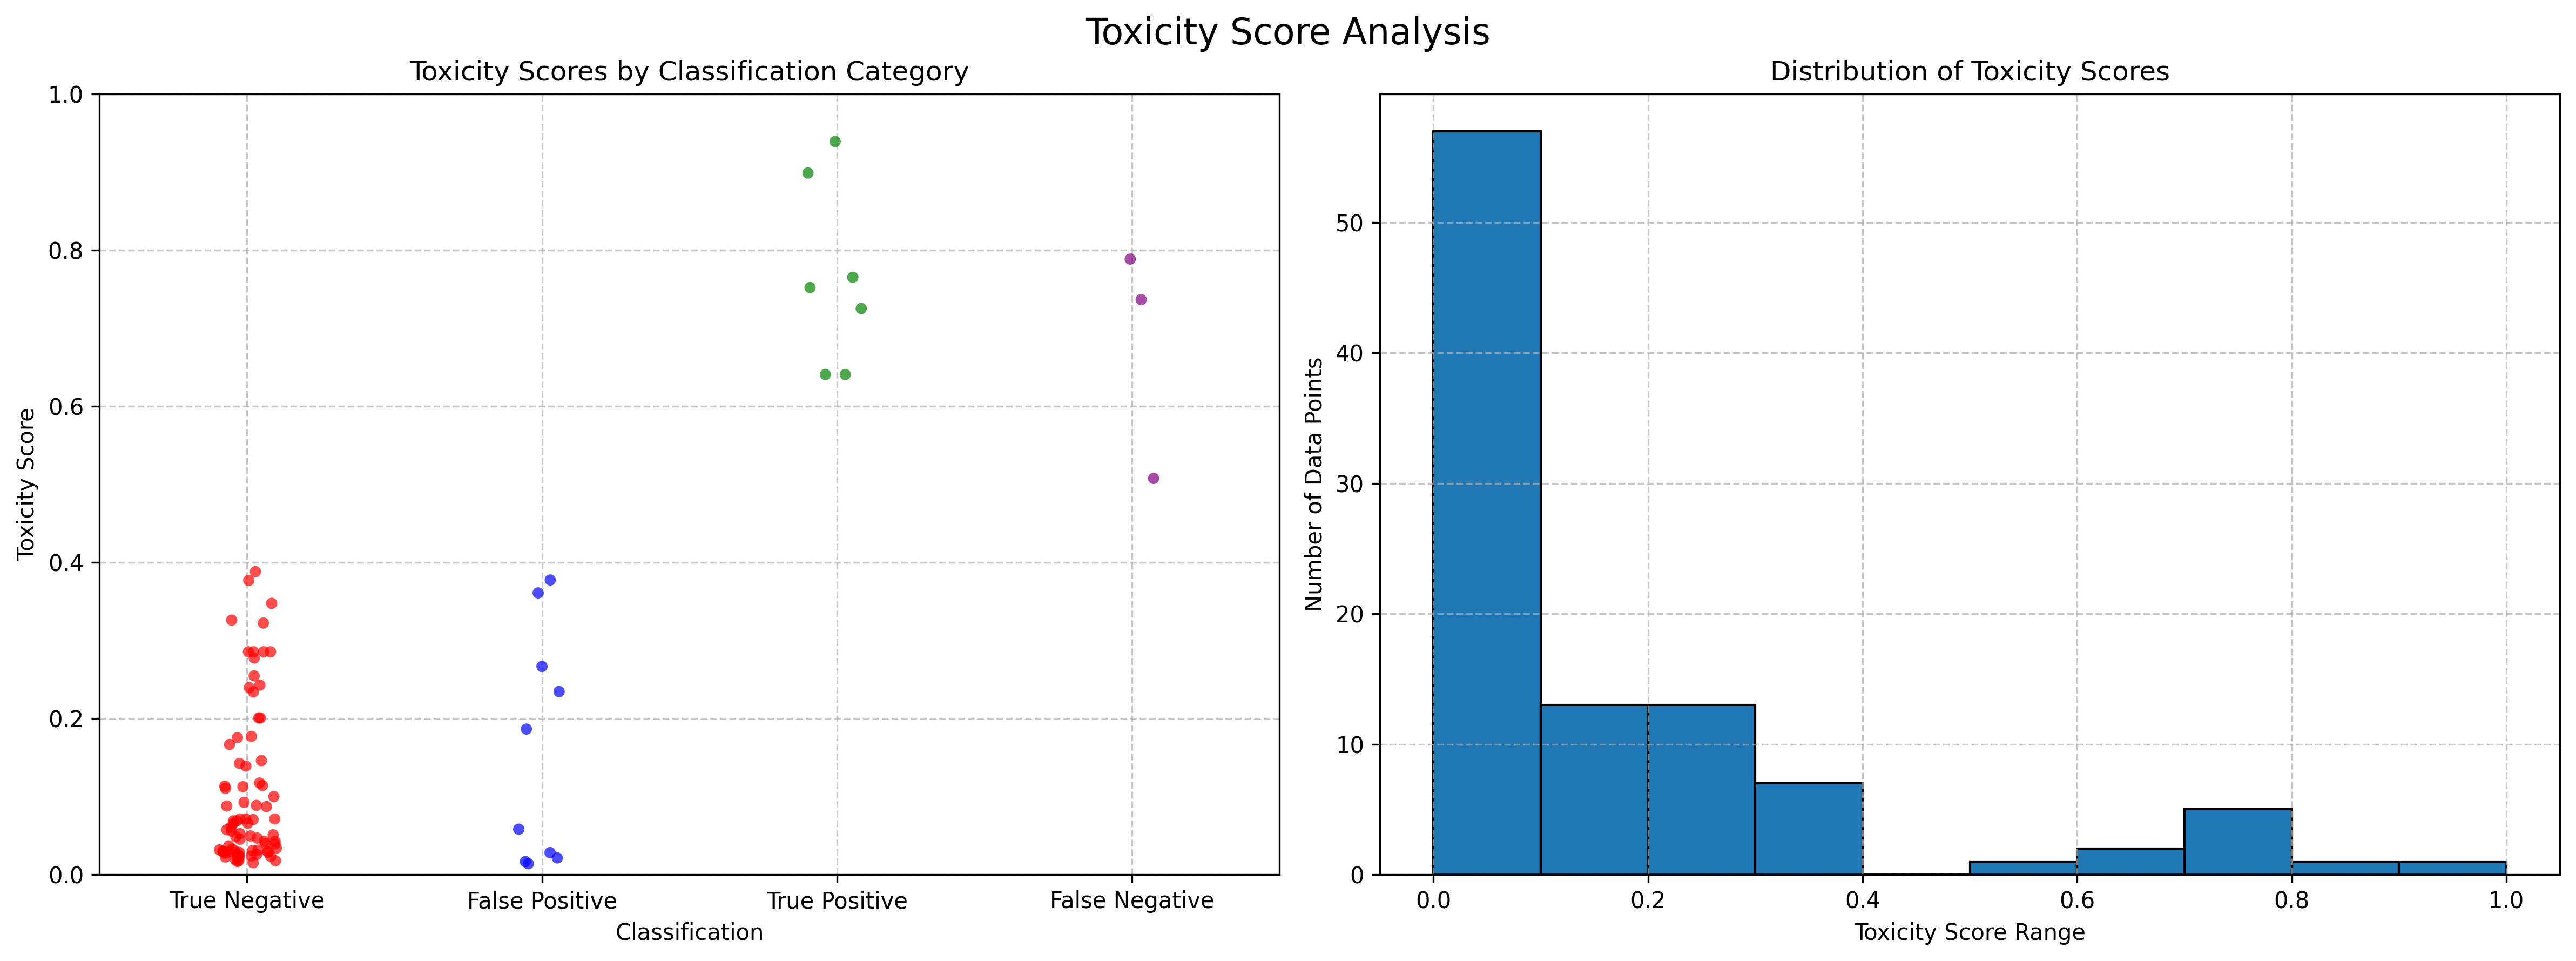 Toxicity Score Analysis
Toxicity Scores by Classification Category
Toxicity Score
1.0
0.8
0.6
0.4
0.2
0.0
True Negative
False Positive
True Positive
False Negative
Classification
Distribution of Toxicity Scores
Number of Data Points
50
40
30
20
10
0
0.0
0.2
0.4
0.6
0.8
1.0
Toxicity Score Range